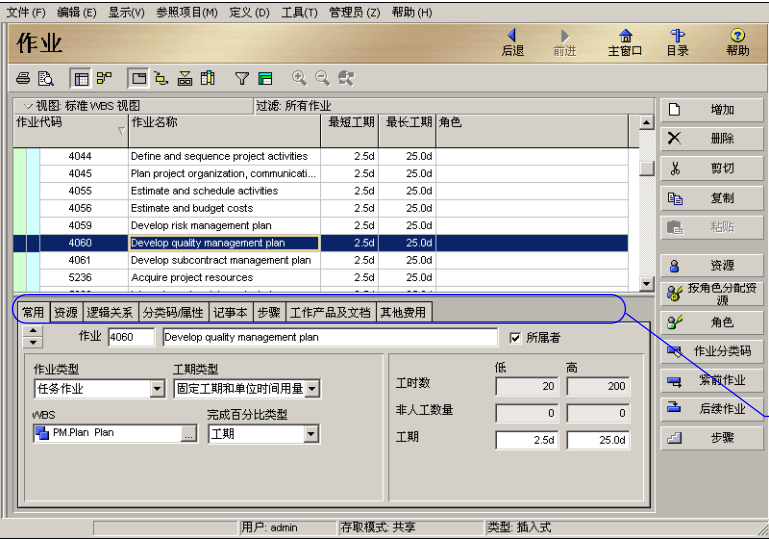 文件(F) 编辑(E) 显示(V) 参照项目(M) 定义(D) 工具(T) 管理员(Z) 帮助(H)
作业 后退 前进 主窗口 目录 帮助
视图: 标准 WBS 视图 过滤: 所有作业
作业代码 作业名称 最短工期 最长工期 角色
4044 Define and sequence project activities 2.5d 25.0d
4045 Plan project organization, communicati... 2.5d 25.0d
4055 Estimate and schedule activities 2.5d 25.0d
4056 Estimate and budget costs 2.5d 25.0d
4059 Develop risk management plan 2.5d 25.0d
4060 Develop quality management plan 2.5d 25.0d
4061 Develop subcontract management plan 2.5d 25.0d
5236 Acquire project resources 2.5d 25.0d
常用 资源 逻辑关系 分类码/属性 记事本 步骤 工作产品及文档 其他费用
作业 4060 Develop quality management plan 所属者
作业类型 工期类型 低 高
任务作业 固定工期和单位时间用量 工时数 20 200
WBS 完成百分比类型 非人工数量 0 0
PM.Plan Plan ... 工期 工期 2.5d 25.0d
增加
删除
剪切
复制
粘贴
资源
按角色分配资
源
角色
作业分类码
紧前作业
后续作业
步骤
用户: admin 存取模式: 共享 类型: 插入式